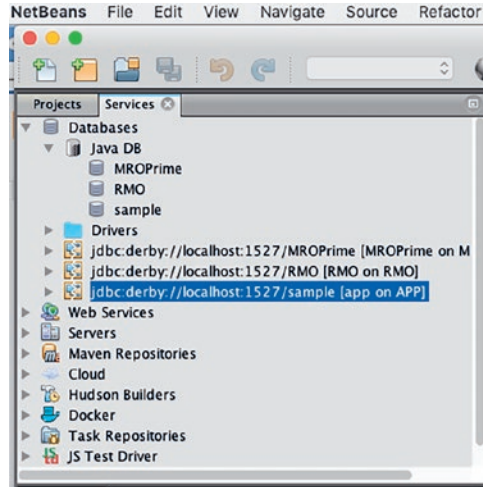 NetBeans File Edit View Navigate Source Refactor
Projects Services
Databases
Java DB
MROPrime
RMO
sample
Drivers
jdbc:derby://localhost:1527/MROPrime [MROPrime on M
jdbc:derby://localhost:1527/RMO [RMO on RMO]
jdbc:derby://localhost:1527/sample [app on APP]
Web Services
Servers
Maven Repositories
Cloud
Hudson Builders
Docker
Task Repositories
JS Test Driver